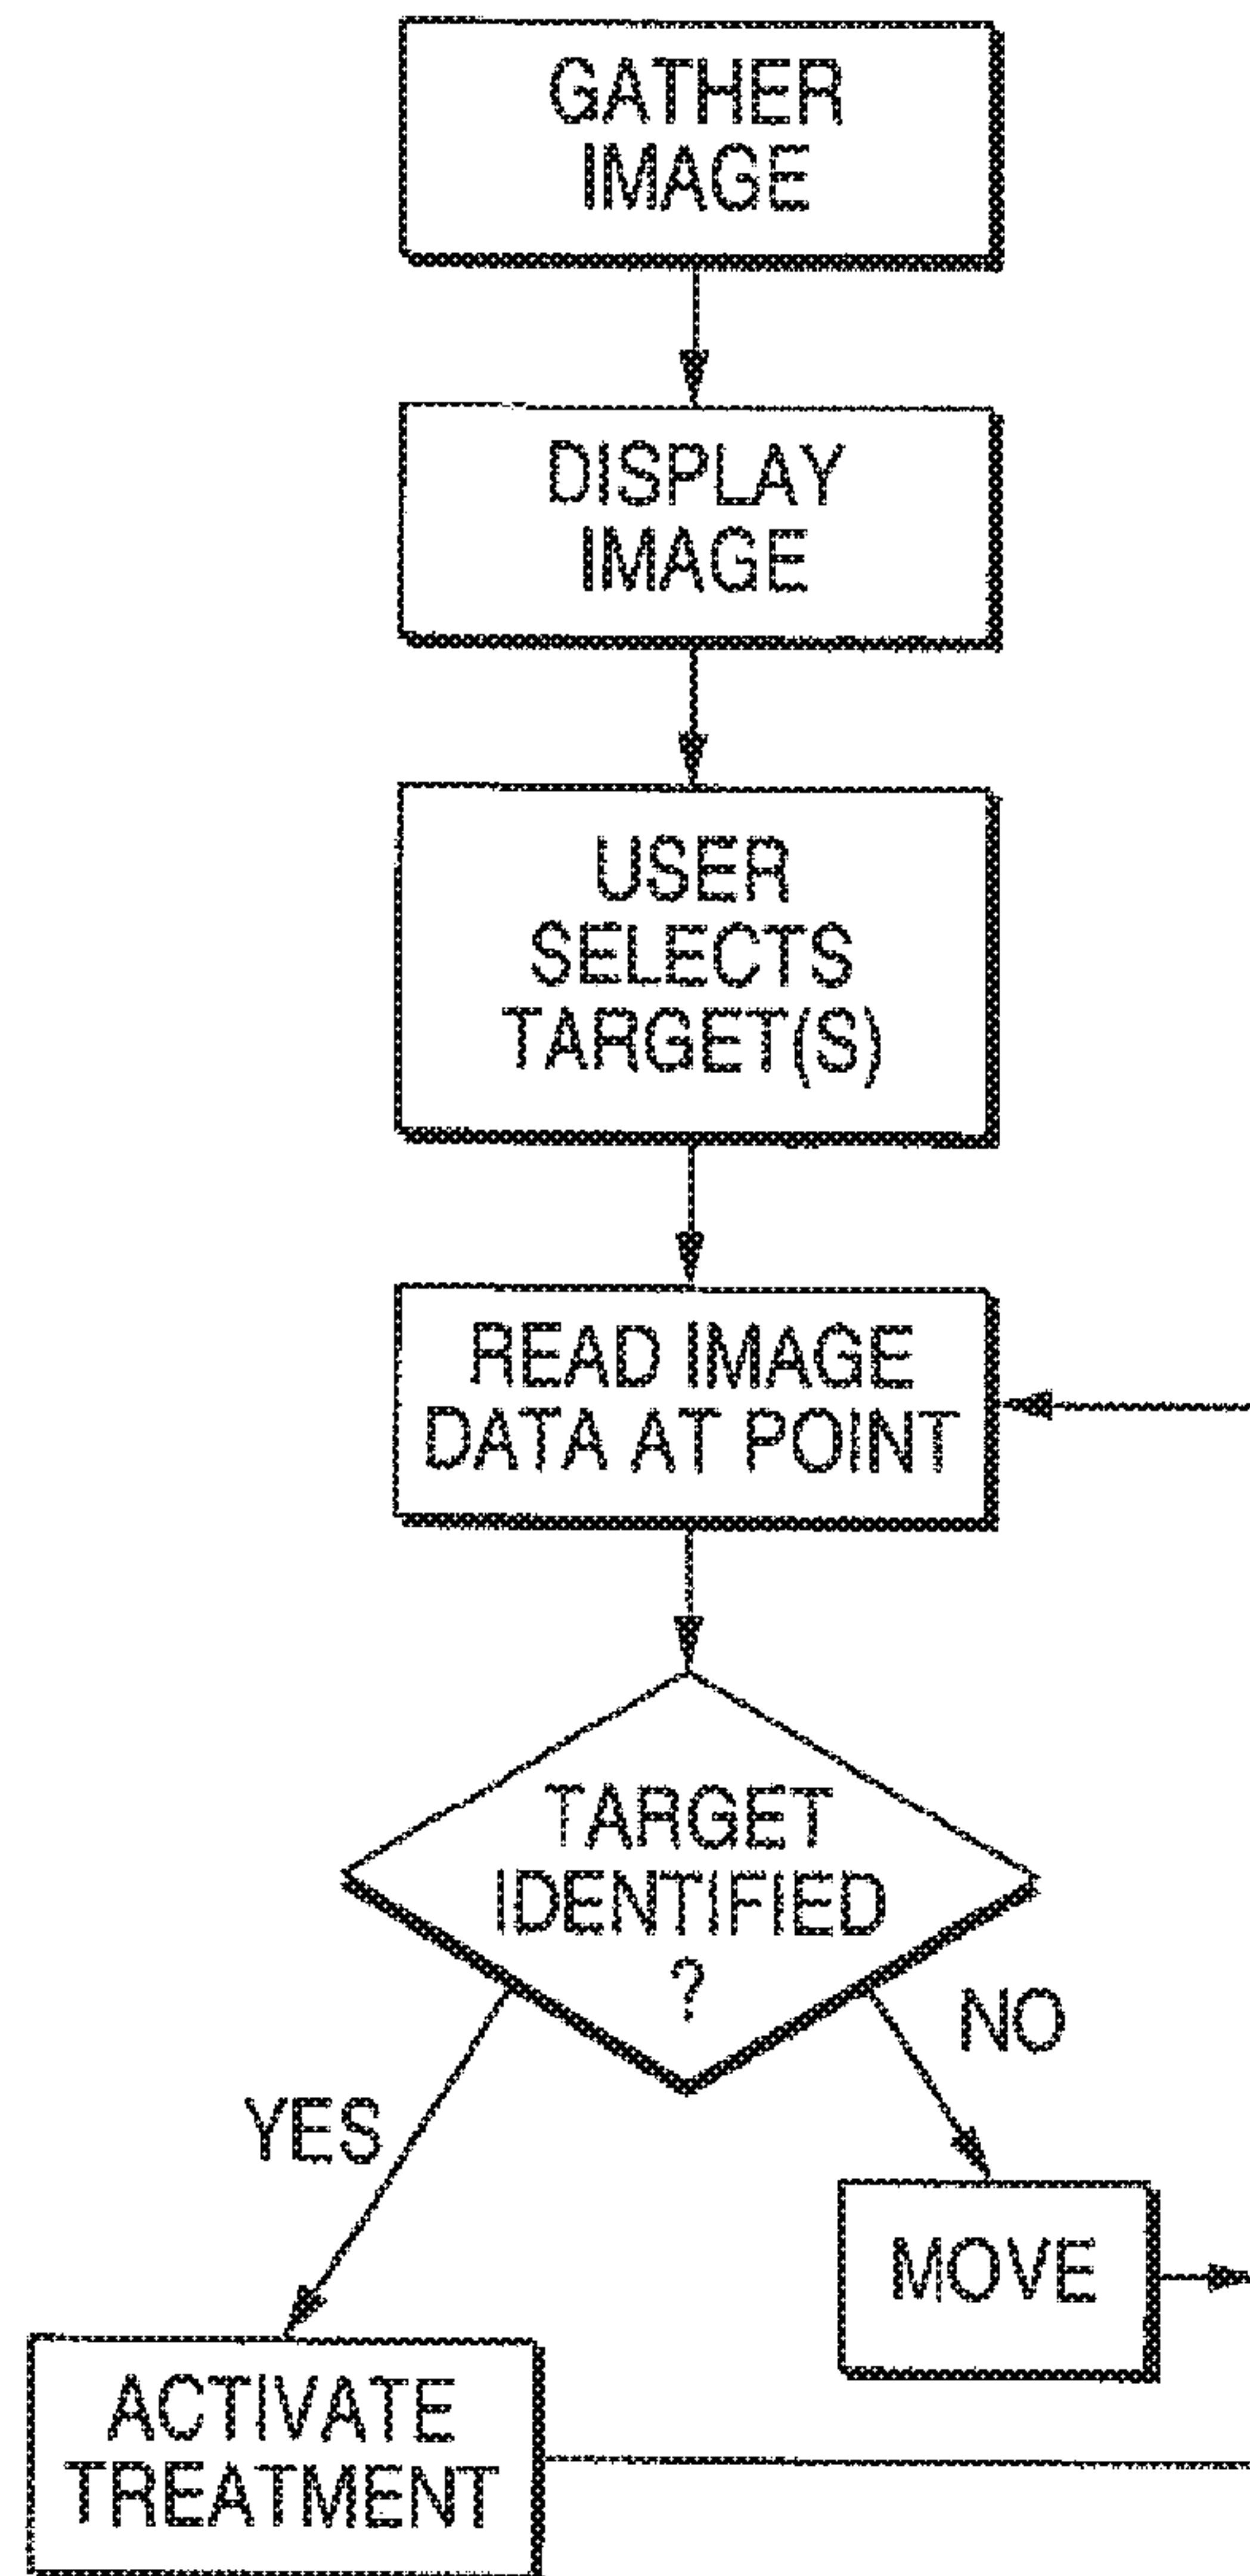 GATHER
IMAGE
DISPLAY
IMAGE
USER
SELECTS
TARGET(S)
READ IMAGE
DATA AT POINT
TARGET
IDENTIFIED
?
NO
YES
MOVE
ACTIVATE
TREATMENT